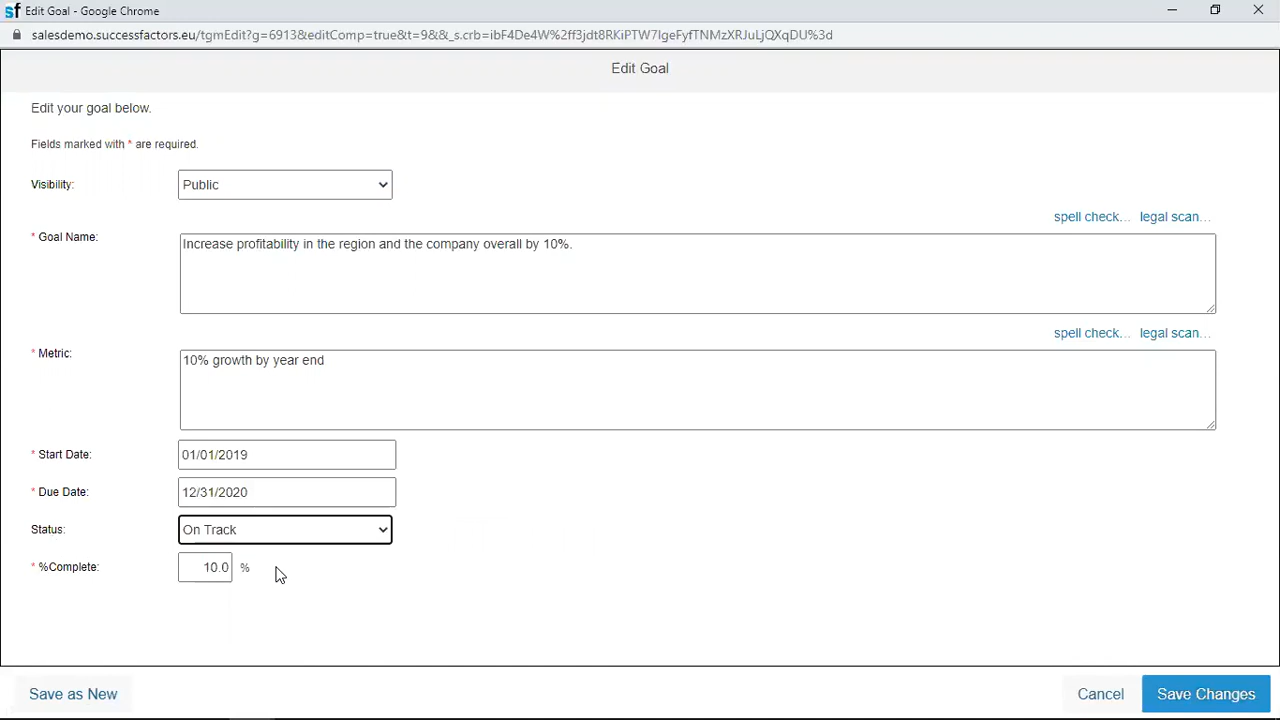 sf Edit Goal - Google Chrome
salesdemo.successfactors.eu/tgmEdit?g=6913&editComp=true&t=9&&_s.crb=ibF4De4W%2ff3jdt8RKiPTW7IgeFyfTNMzXRJuLjQXqDU%3d
Edit Goal
Edit your goal below.
Fields marked with * are required.
Visibility: Public
spell check... legal scan...
* Goal Name: Increase profitability in the region and the company overall by 10%.
spell check... legal scan...
* Metric: 10% growth by year end
* Start Date: 01/01/2019
* Due Date: 12/31/2020
Status: On Track
* %Complete: 10.0 %
Save as New Cancel Save Changes